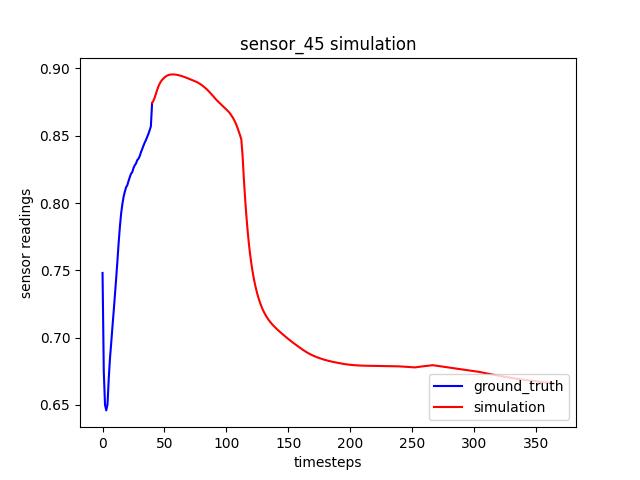 sensor_45 simulation
0.90
0.85
0.80
0.75
0.70
0.65
sensor readings
0 50 100 150 200 250 300 350
timesteps
ground_truth
simulation